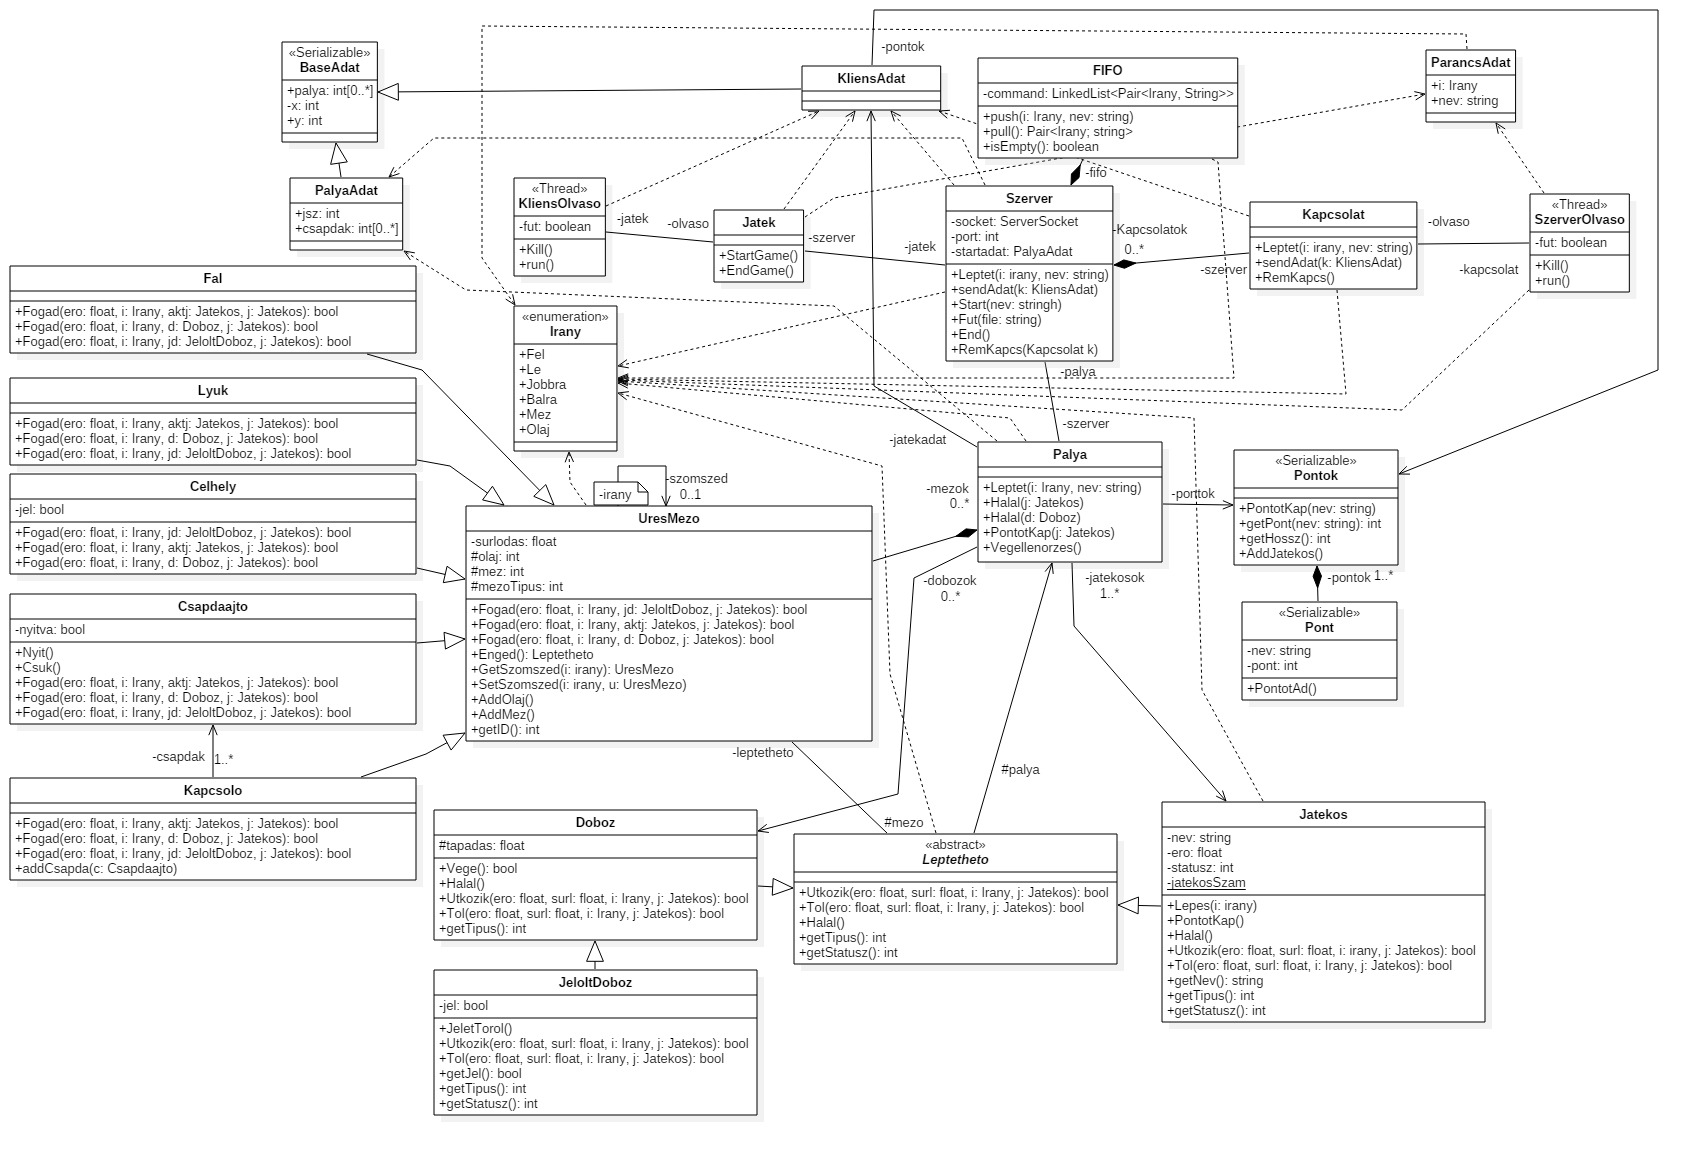 «Serializable»
BaseAdat
+palya: int[0..*]
-x: int
+y: int
-pontok
KliensAdat
FIFO
-command: LinkedList<Pair<Irany, String>>
+push(i: Irany, nev: string)
+pull(): Pair<Irany; string>
+isEmpty(): boolean
ParancsAdat
+i: Irany
+nev: string
PalyaAdat
+jsz: int
+csapdak: int[0..*]
«Thread»
KliensOlvaso
-fut: boolean
+Kill()
+run()
-jatek
-olvaso
Jatek
+StartGame()
+EndGame()
-szerver
-jatek
-fifo
Szerver
-socket: ServerSocket
-port: int
-startadat: PalyaAdat
+Leptet(i: irany, nev: string)
+sendAdat(k: KliensAdat)
+Start(nev: stringh)
+Fut(file: string)
+End()
+RemKapcs(Kapcsolat k)
-Kapcsolatok
0..*
-szerver
Kapcsolat
+Leptet(i: irany, nev: string)
+sendAdat(k: KliensAdat)
+RemKapcs()
-olvaso
-kapcsolat
«Thread»
SzerverOlvaso
-fut: boolean
+Kill()
+run()
Fal
+Fogad(ero: float, i: Irany, aktj: Jatekos, j: Jatekos): bool
+Fogad(ero: float, i: Irany, d: Doboz, j: Jatekos): bool
+Fogad(ero: float, i: Irany, jd: JeloltDoboz, j: Jatekos): bool
«enumeration»
Irany
+Fel
+Le
+Jobbra
+Balra
+Mez
+Olaj
Lyuk
+Fogad(ero: float, i: Irany, aktj: Jatekos, j: Jatekos): bool
+Fogad(ero: float, i: Irany, d: Doboz, j: Jatekos): bool
+Fogad(ero: float, i: Irany, jd: JeloltDoboz, j: Jatekos): bool
-palya
-szerver
-jatekadat
Palya
+Leptet(i: Irany, nev: string)
+Halal(j: Jatekos)
+Halal(d: Doboz)
+PontotKap(j: Jatekos)
+Vegellenorzes()
-mezok
0..*
-pontok
«Serializable»
Pontok
+PontotKap(nev: string)
+getPont(nev: string): int
+getHossz(): int
+AddJatekos()
-pontok
1..*
«Serializable»
Pont
-nev: string
-pont: int
+PontotAd()
Celhely
-jel: bool
+Fogad(ero: float, i: Irany, jd: JeloltDoboz, j: Jatekos): bool
+Fogad(ero: float, i: Irany, aktj: Jatekos, j: Jatekos): bool
+Fogad(ero: float, i: Irany, d: Doboz, j: Jatekos): bool
-irany
-szomszed
0..1
UresMezo
-surlodas: float
#olaj: int
#mez: int
#mezoTipus: int
+Fogad(ero: float, i: Irany, jd: JeloltDoboz, j: Jatekos): bool
+Fogad(ero: float, i: Irany, aktj: Jatekos, j: Jatekos): bool
+Fogad(ero: float, i: Irany, d: Doboz, j: Jatekos): bool
+Enged(): Leptetheto
+GetSzomszed(i: irany): UresMezo
+SetSzomszed(i: irany, u: UresMezo)
+AddOlaj()
+AddMez()
+getID(): int
-dobozok
0..*
-jatekosok
1..*
Csapdaajto
-nyitva: bool
+Nyit()
+Csuk()
+Fogad(ero: float, i: Irany, aktj: Jatekos, j: Jatekos): bool
+Fogad(ero: float, i: Irany, d: Doboz, j: Jatekos): bool
+Fogad(ero: float, i: Irany, jd: JeloltDoboz, j: Jatekos): bool
-csapdak
1..*
-leptetheto
#palya
#mezo
Kapcsolo
+Fogad(ero: float, i: Irany, aktj: Jatekos, j: Jatekos): bool
+Fogad(ero: float, i: Irany, d: Doboz, j: Jatekos): bool
+Fogad(ero: float, i: Irany, jd: JeloltDoboz, j: Jatekos): bool
+addCsapda(c: Csapdaajto)
Doboz
#tapadas: float
+Vege(): bool
+Halal()
+Utkozik(ero: float, surl: float, i: Irany, j: Jatekos): bool
+Tol(ero: float, surl: float, i: Irany, j: Jatekos): bool
+getTipus(): int
«abstract»
Leptetheto
+Utkozik(ero: float, surl: float, i: Irany, j: Jatekos): bool
+Tol(ero: float, surl: float, i: Irany, j: Jatekos): bool
+Halal()
+getTipus(): int
+getStatusz(): int
Jatekos
-nev: string
-ero: float
-statusz: int
-jatekosSzam
+Lepes(i: irany)
+PontotKap()
+Halal()
+Utkozik(ero: float, surl: float, i: irany, j: Jatekos): bool
+Tol(ero: float, surl: float, i: Irany, j: Jatekos): bool
+getNev(): string
+getTipus(): int
+getStatusz(): int
JeloltDoboz
-jel: bool
+JeletTorol()
+Utkozik(ero: float, surl: float, i: Irany, j: Jatekos): bool
+Tol(ero: float, surl: float, i: Irany, j: Jatekos): bool
+getJel(): bool
+getTipus(): int
+getStatusz(): int